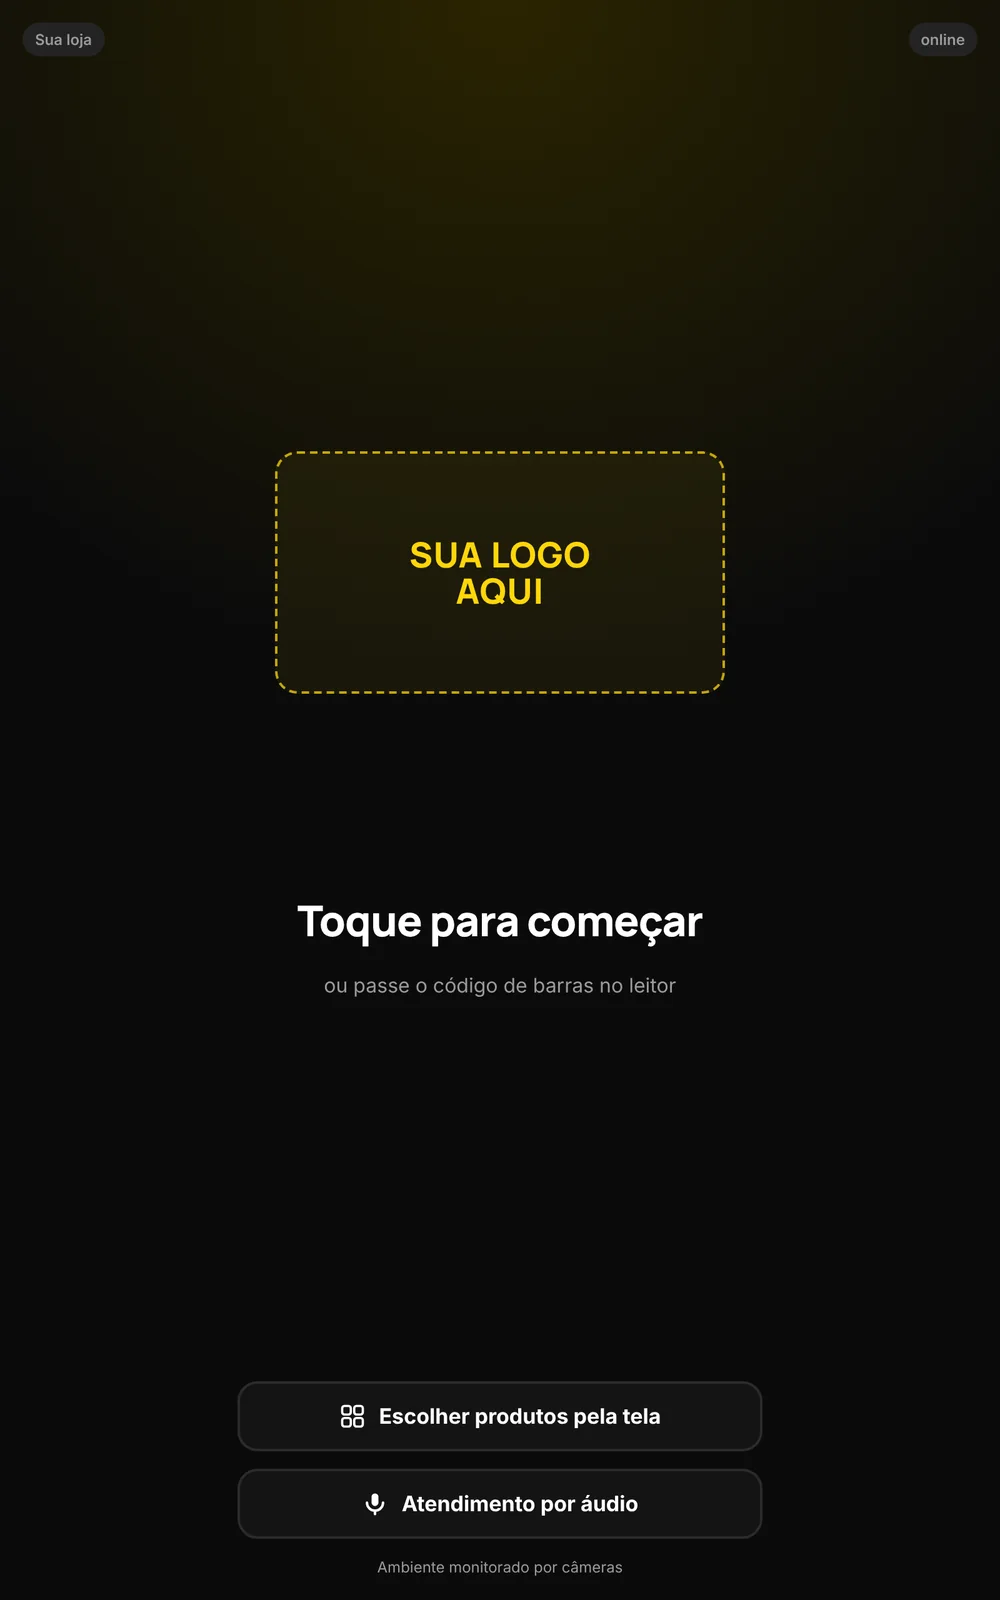 Sua loja
online
SUA LOGO
AQUI
Toque para começar
ou passe o código de barras no leitor
Escolher produtos pela tela
Atendimento por áudio
Ambiente monitorado por câmeras